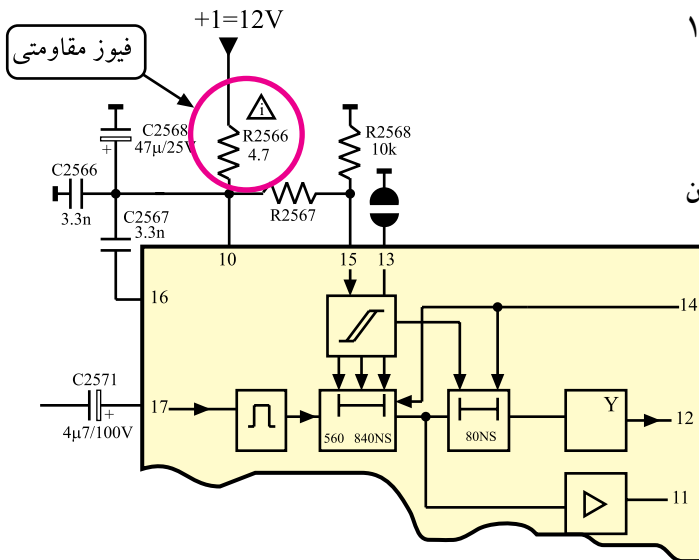 +1=12V
۱
فیوز مقاومتی
C2568
47µ/25V
+
i
R2566
4.7
R2568
10k
C2566
3.3n
R2567
C2567
3.3n
ن
10
15
13
16
14
C2571
+
4µ7/100V
17
560 840NS
80NS
Y
12
11